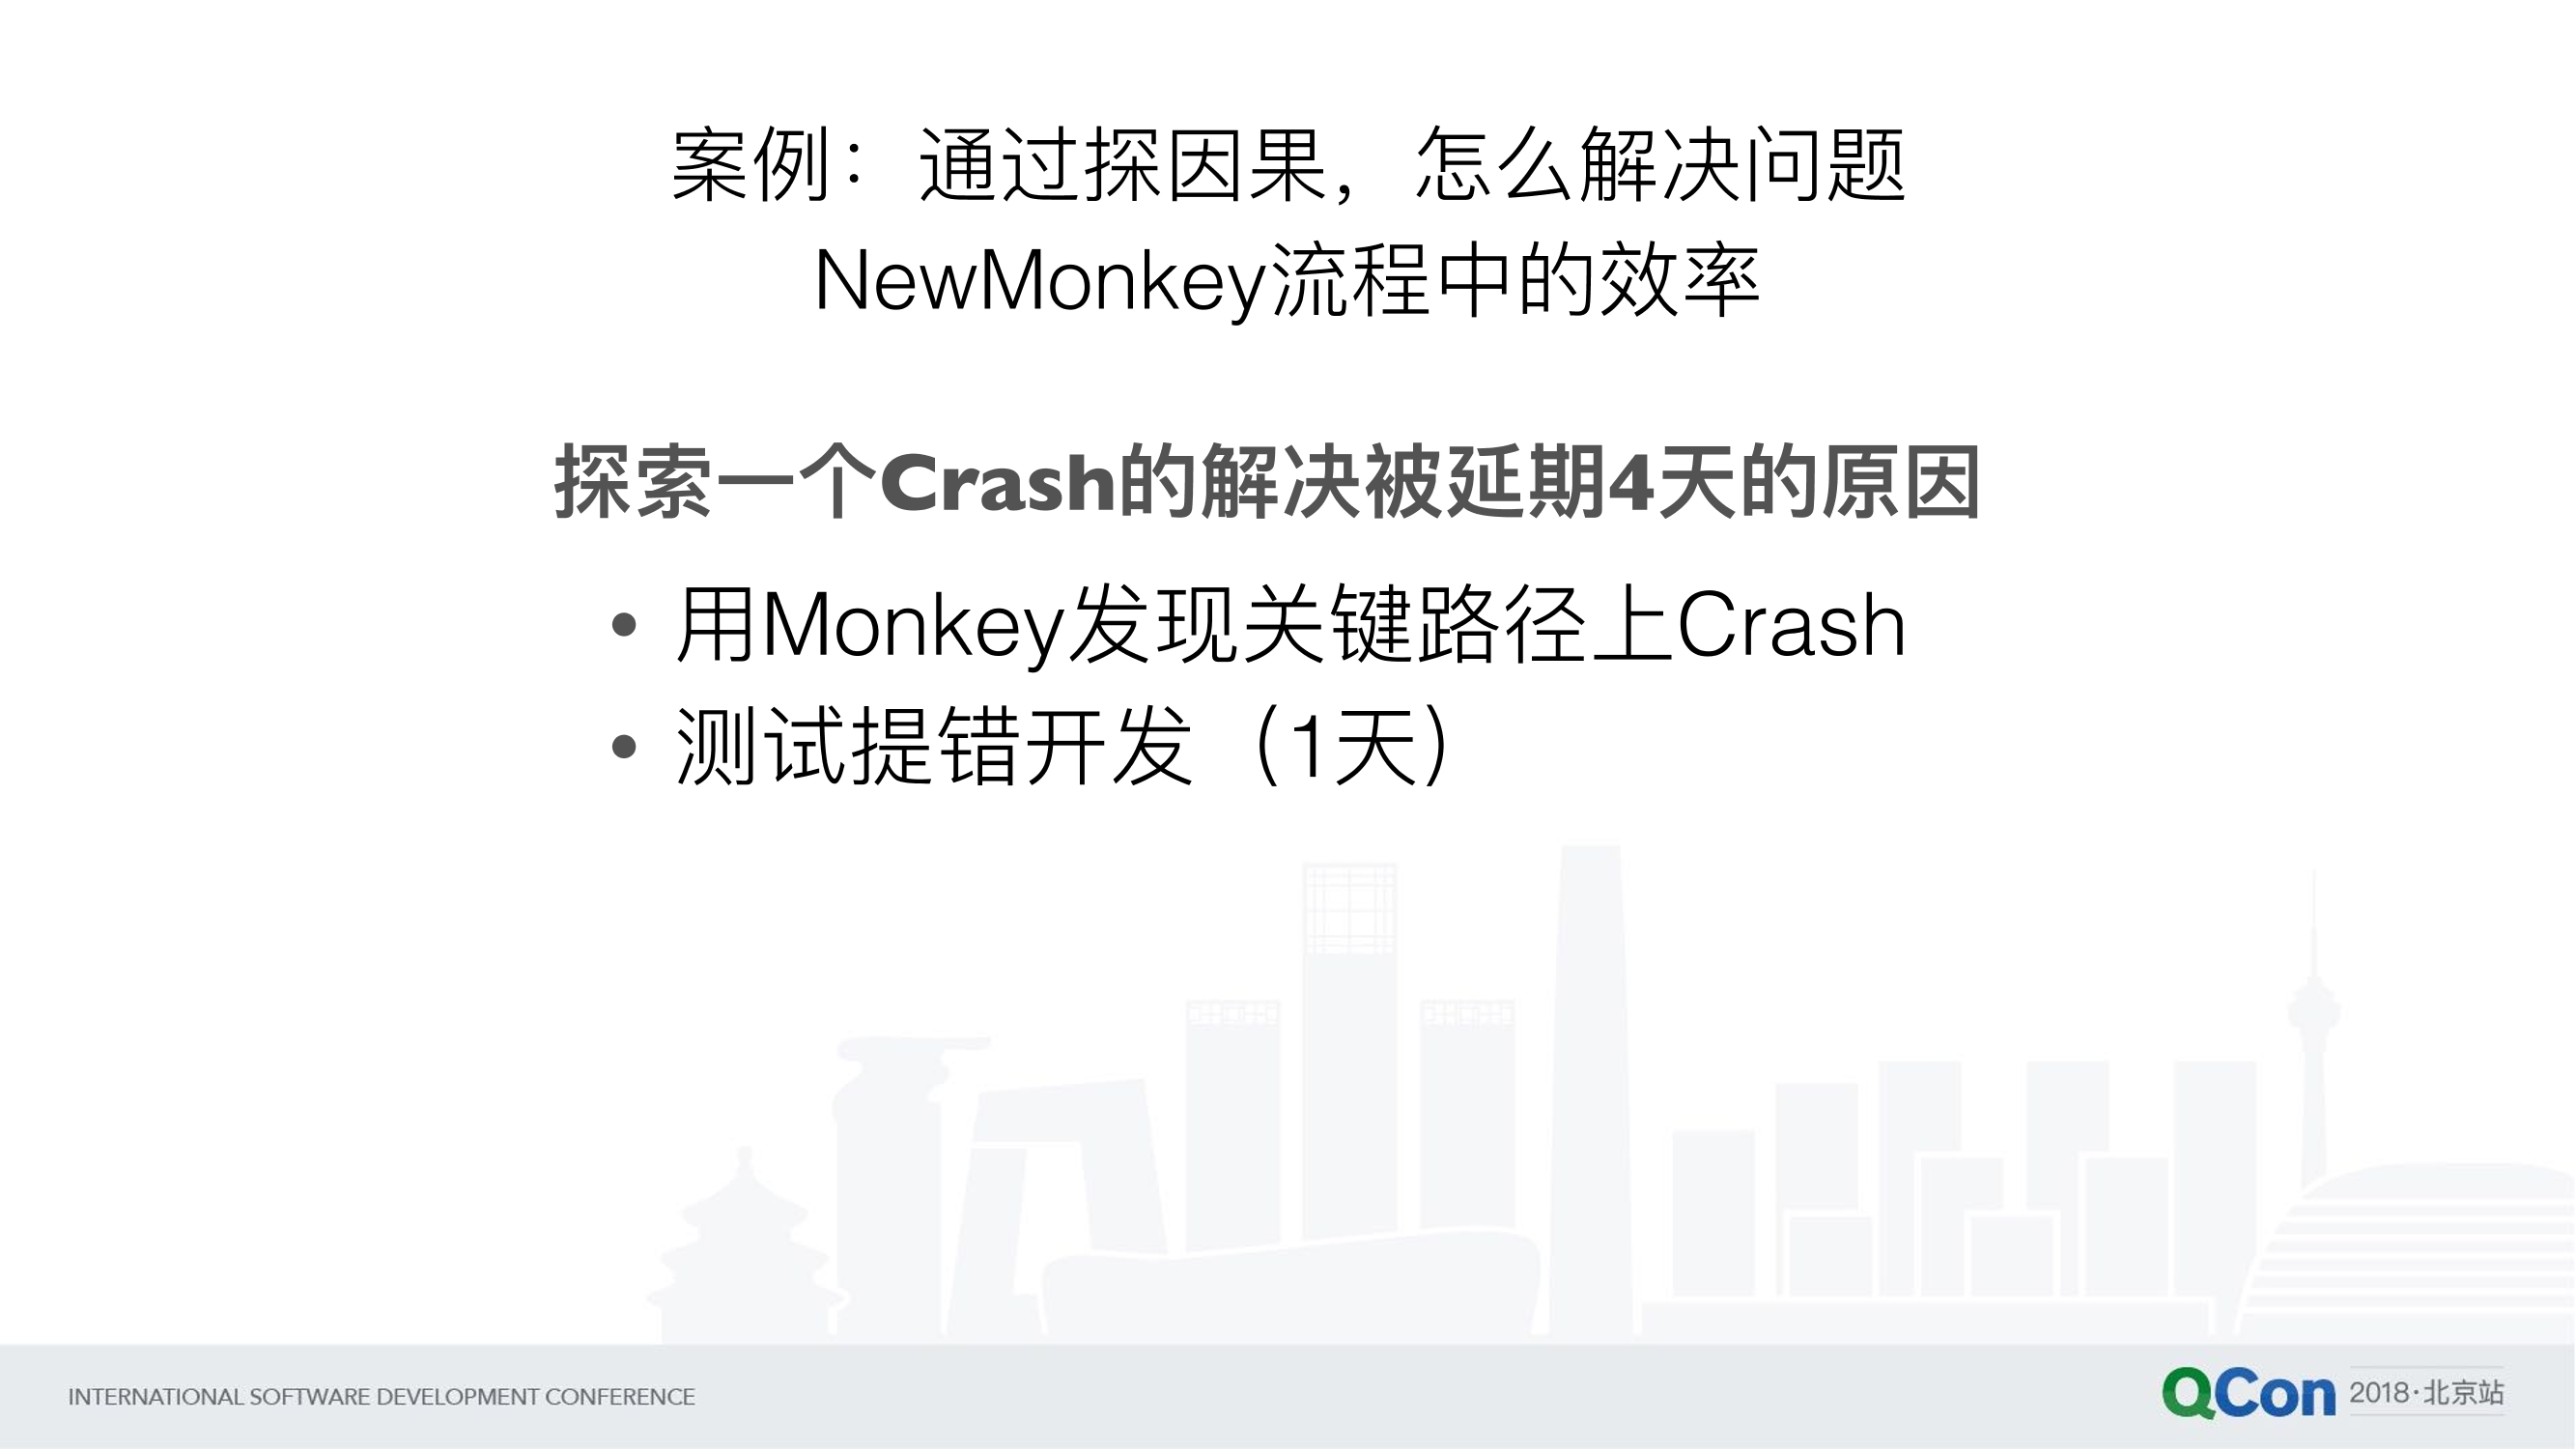 案例：通过探因果，怎么解决问题
NewMonkey流程中的效率
探索一个Crash的解决被延期4天的原因
• 用Monkey发现关键路径上Crash
• 测试提错开发（1天）
INTERNATIONAL SOFTWARE DEVELOPMENT CONFERENCE
QCon 2018·北京站